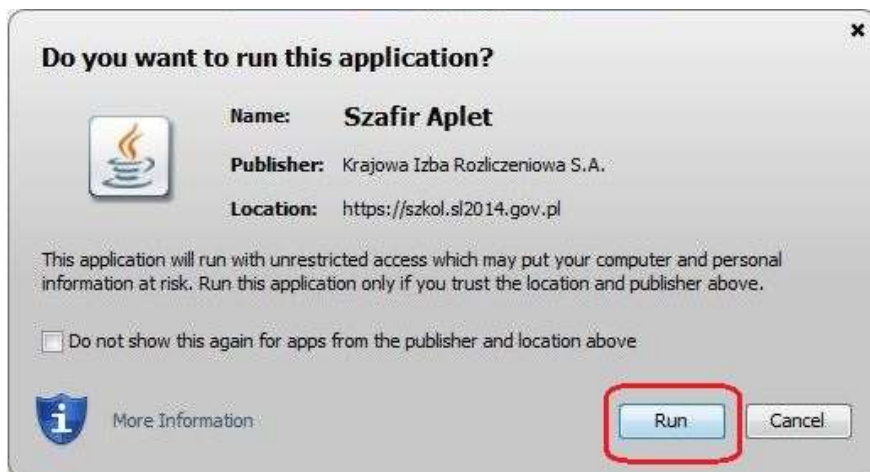 Do you want to run this application?
Name: Szafir Aplet
Publisher: Krajowa Izba Rozliczeniowa S.A.
Location: https://szkol.sl2014.gov.pl
This application will run with unrestricted access which may put your computer and personal
information at risk. Run this application only if you trust the location and publisher above.
Do not show this again for apps from the publisher and location above
More Information
Run
Cancel